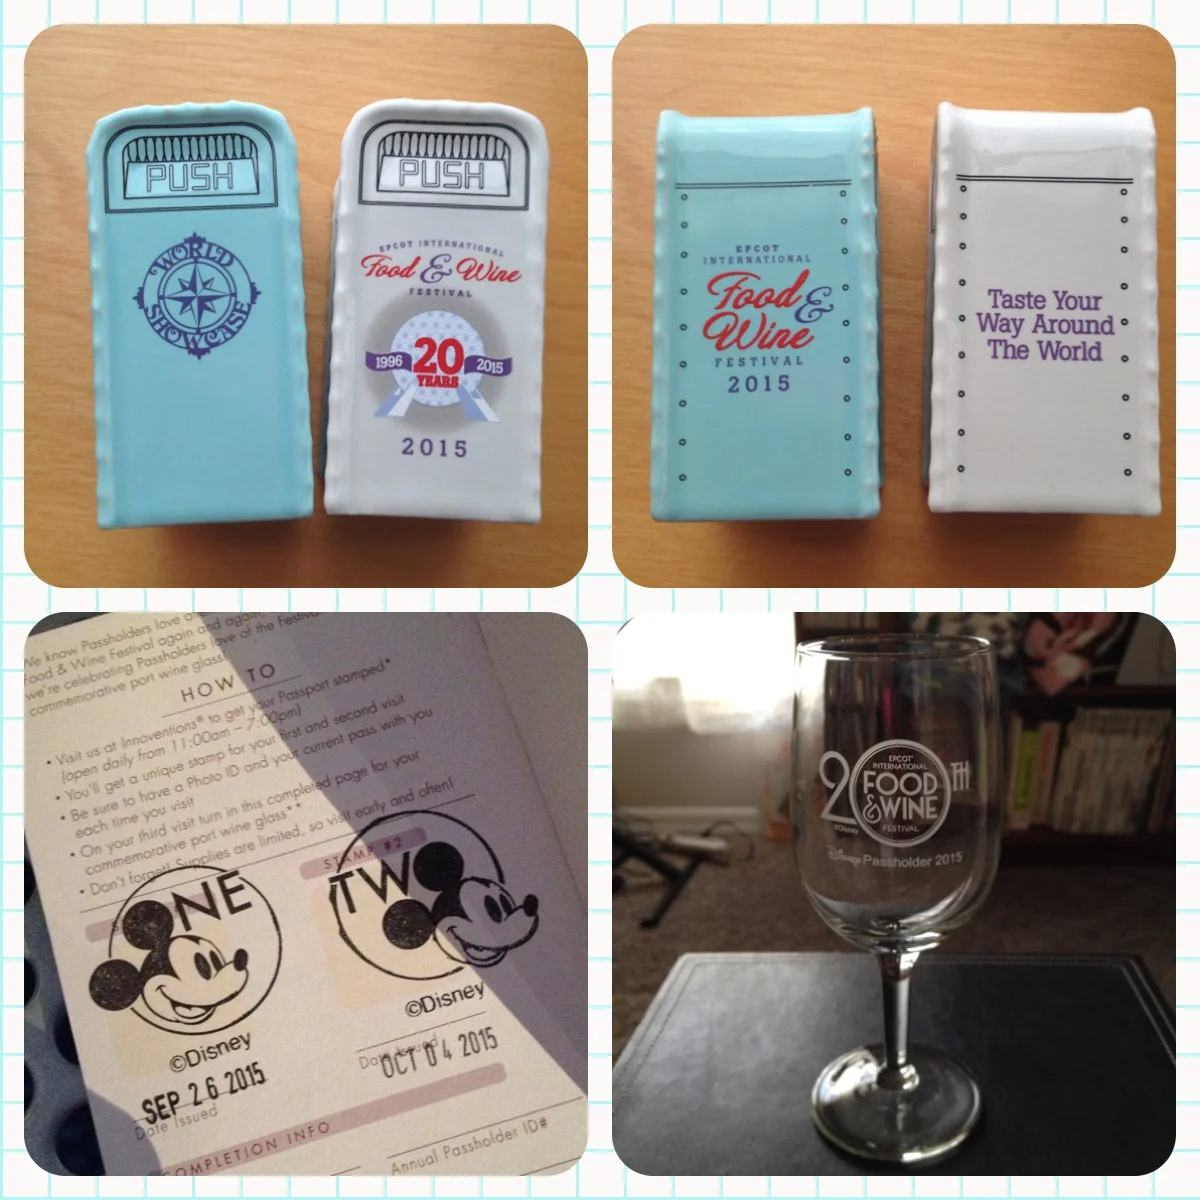 PUSH
WORLD
SHOWCASE
PUSH
EPCOT INTERNATIONAL
Food & Wine
FESTIVAL
1996
20
YEARS
2015
2015
EPCOT
INTERNATIONAL
Food &
Wine
FESTIVAL
2015
Taste Your
Way Around
The World
We know Passholders love
Food & Wine Festival again and again,
we're celebrating Passholders love of the Festival
commemorative port wine glass
HOW TO
• Visit us at Innoventions® to get your Passport stamped*
(open daily from 11:00am – 7:00pm)
• You'll get a unique stamp for your first and second visit
• Be sure to have a Photo ID and your current pass with you
each time you visit
• On your third visit turn in this completed page for your
commemorative port wine glass**
• Don't forget! Supplies are limited, so visit early and often!
STAMP #2
ONE
TWO
©Disney
©Disney
SEP 26 2015
Date Issued
OCT 04 2015
Date Issued
COMPLETION INFO
Annual Passholder ID#
20TH
EPCOT
INTERNATIONAL
FOOD
& WINE
FESTIVAL
©Disney
Disney Passholder 2015